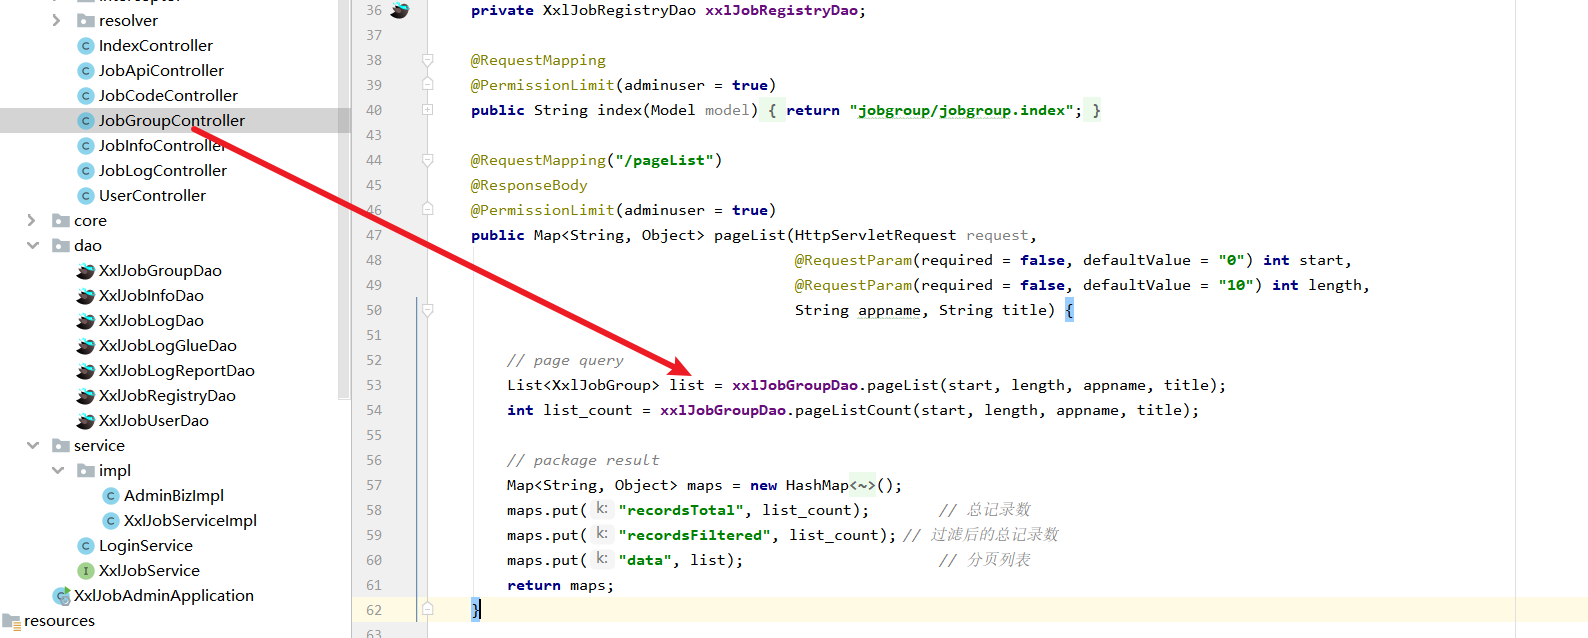 resolver
IndexController
JobApiController
JobCodeController
JobGroupController
JobInfoController
JobLogController
UserController
core
dao
XxlJobGroupDao
XxlJobInfoDao
XxlJobLogDao
XxlJobLogGlueDao
XxlJobLogReportDao
XxlJobRegistryDao
XxlJobUserDao
service
impl
AdminBizImpl
XxlJobServiceImpl
LoginService
XxlJobService
XxlJobAdminApplication
resources
36 private XxlJobRegistryDao xxlJobRegistryDao;
37
38 @RequestMapping
39 @PermissionLimit(adminuser = true)
40 public String index(Model model) { return "jobgroup/jobgroup.index"; }
43
44 @RequestMapping("/pageList")
45 @ResponseBody
46 @PermissionLimit(adminuser = true)
47 public Map<String, Object> pageList(HttpServletRequest request,
48 @RequestParam(required = false, defaultValue = "0") int start,
49 @RequestParam(required = false, defaultValue = "10") int length,
50 String appname, String title) {
51
52 // page query
53 List<XxlJobGroup> list = xxlJobGroupDao.pageList(start, length, appname, title);
54 int list_count = xxlJobGroupDao.pageListCount(start, length, appname, title);
55
56 // package result
57 Map<String, Object> maps = new HashMap<~>();
58 maps.put( k: "recordsTotal", list_count); // 总记录数
59 maps.put( k: "recordsFiltered", list_count); // 过滤后的总记录数
60 maps.put( k: "data", list); // 分页列表
61 return maps;
62 }
63